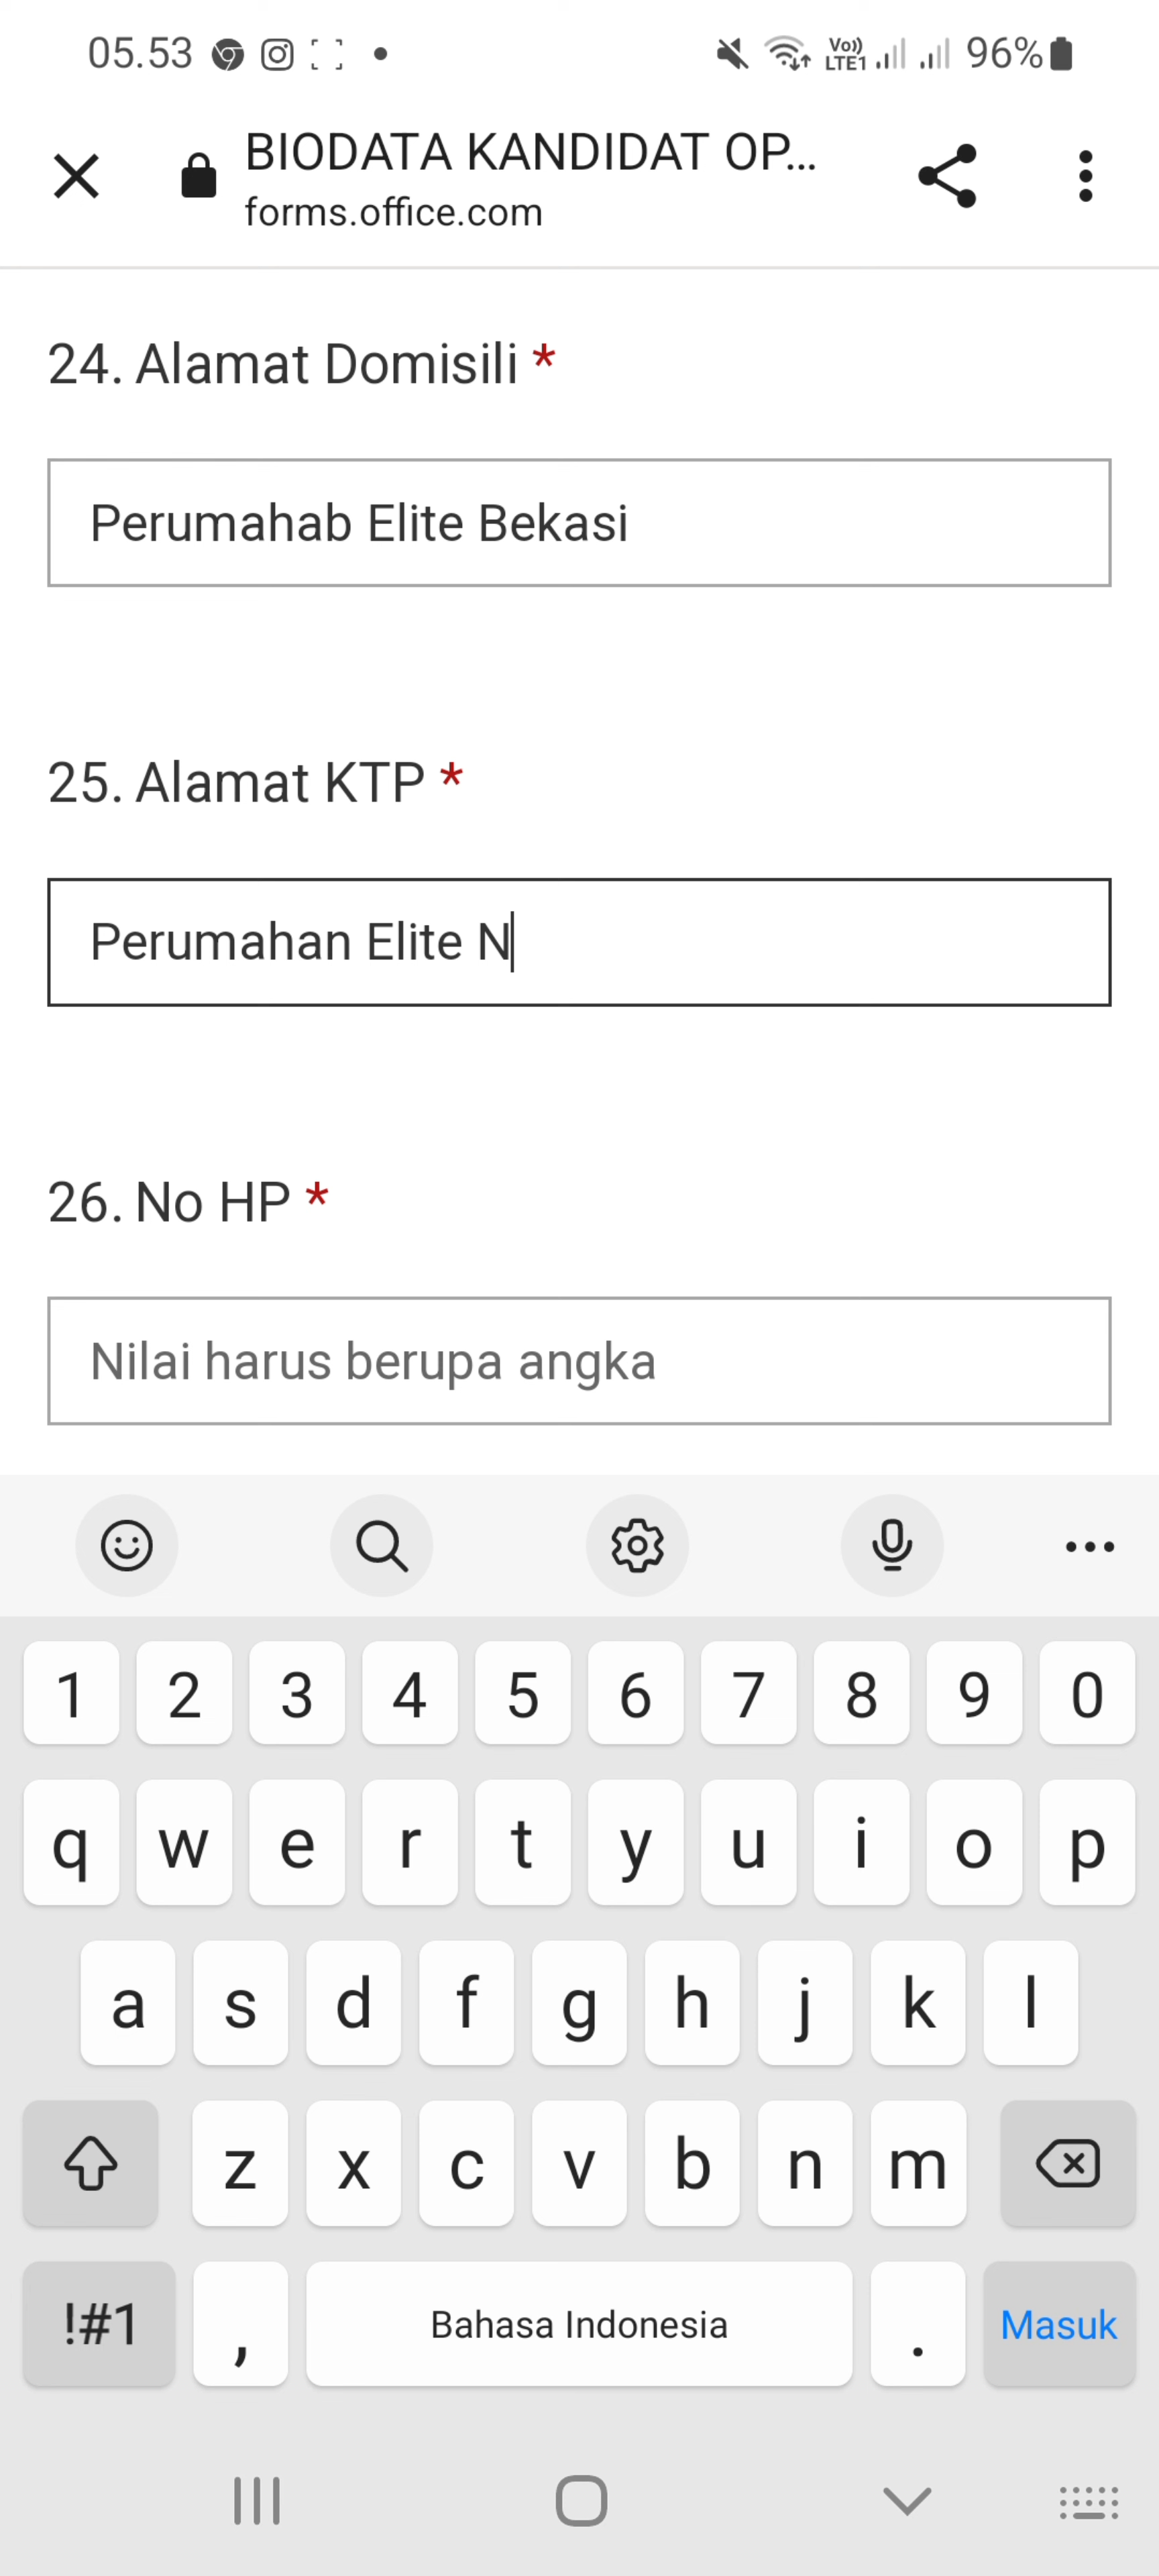 05.53 Vo)) LTE1 96%
BIODATA KANDIDAT OP...
forms.office.com
24. Alamat Domisili *
Perumahab Elite Bekasi
25. Alamat KTP *
Perumahan Elite N
26. No HP *
Nilai harus berupa angka
1 2 3 4 5 6 7 8 9 0
q w e r t y u i o p
a s d f g h j k l
z x c v b n m
!#1 , Bahasa Indonesia . Masuk